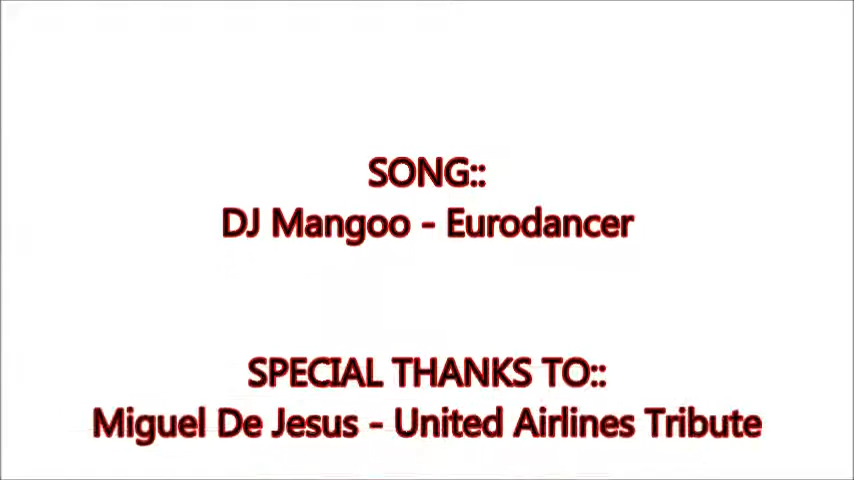 SONG::
DJ Mangoo - Eurodancer
SPECIAL THANKS TO::
Miguel De Jesus - United Airlines Tribute